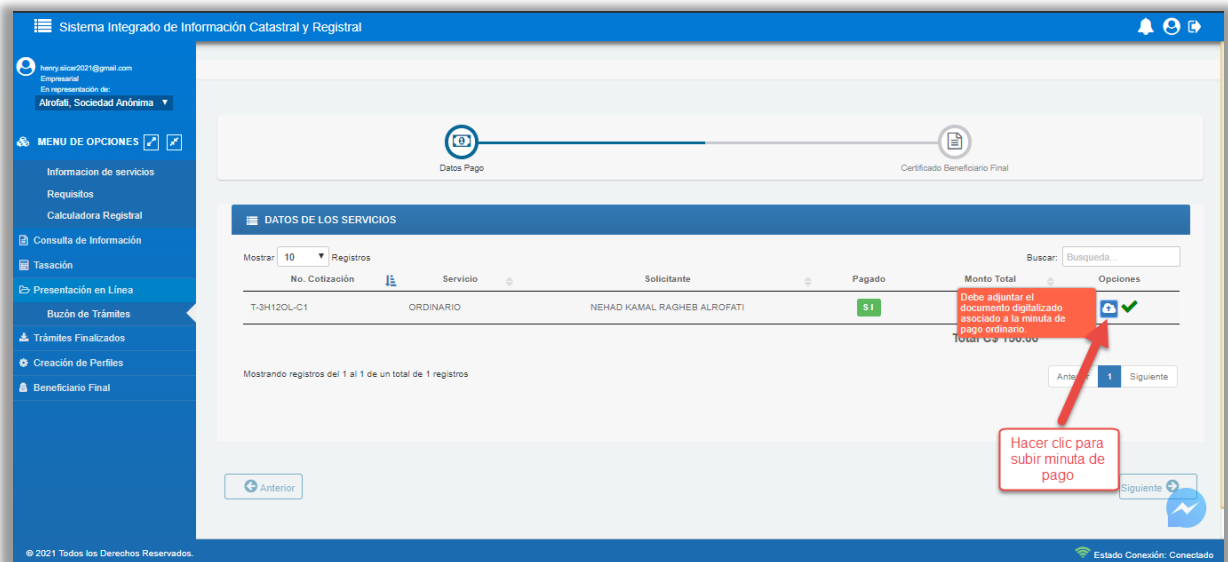 Sistema Integrado de Información Catastral y Registral
henry.siicar2021@gmail.com
Empresarial
En representación de:
Alrofati, Sociedad Anónima
MENU DE OPCIONES
Informacion de servicios
Requisitos
Calculadora Registral
Consulta de Información
Tasación
Presentación en Línea
Buzón de Trámites
Trámites Finalizados
Creación de Perfiles
Beneficiario Final
Datos Pago
Certificado Beneficiario Final
DATOS DE LOS SERVICIOS
Mostrar 10 Registros
Buscar: Busqueda...
No. Cotización Servicio Solicitante Pagado Monto Total Opciones
T-3H12OL-C1 ORDINARIO NEHAD KAMAL RAGHEB ALROFATI SI
Debe adjuntar el
documento digitalizado
asociado a la minuta de
pago ordinario.
Total C$ 150.00
Mostrando registros del 1 al 1 de un total de 1 registros
Anterior 1 Siguiente
Hacer clic para
subir minuta de
pago
Anterior
Siguiente
© 2021 Todos los Derechos Reservados.
Estado Conexión: Conectado